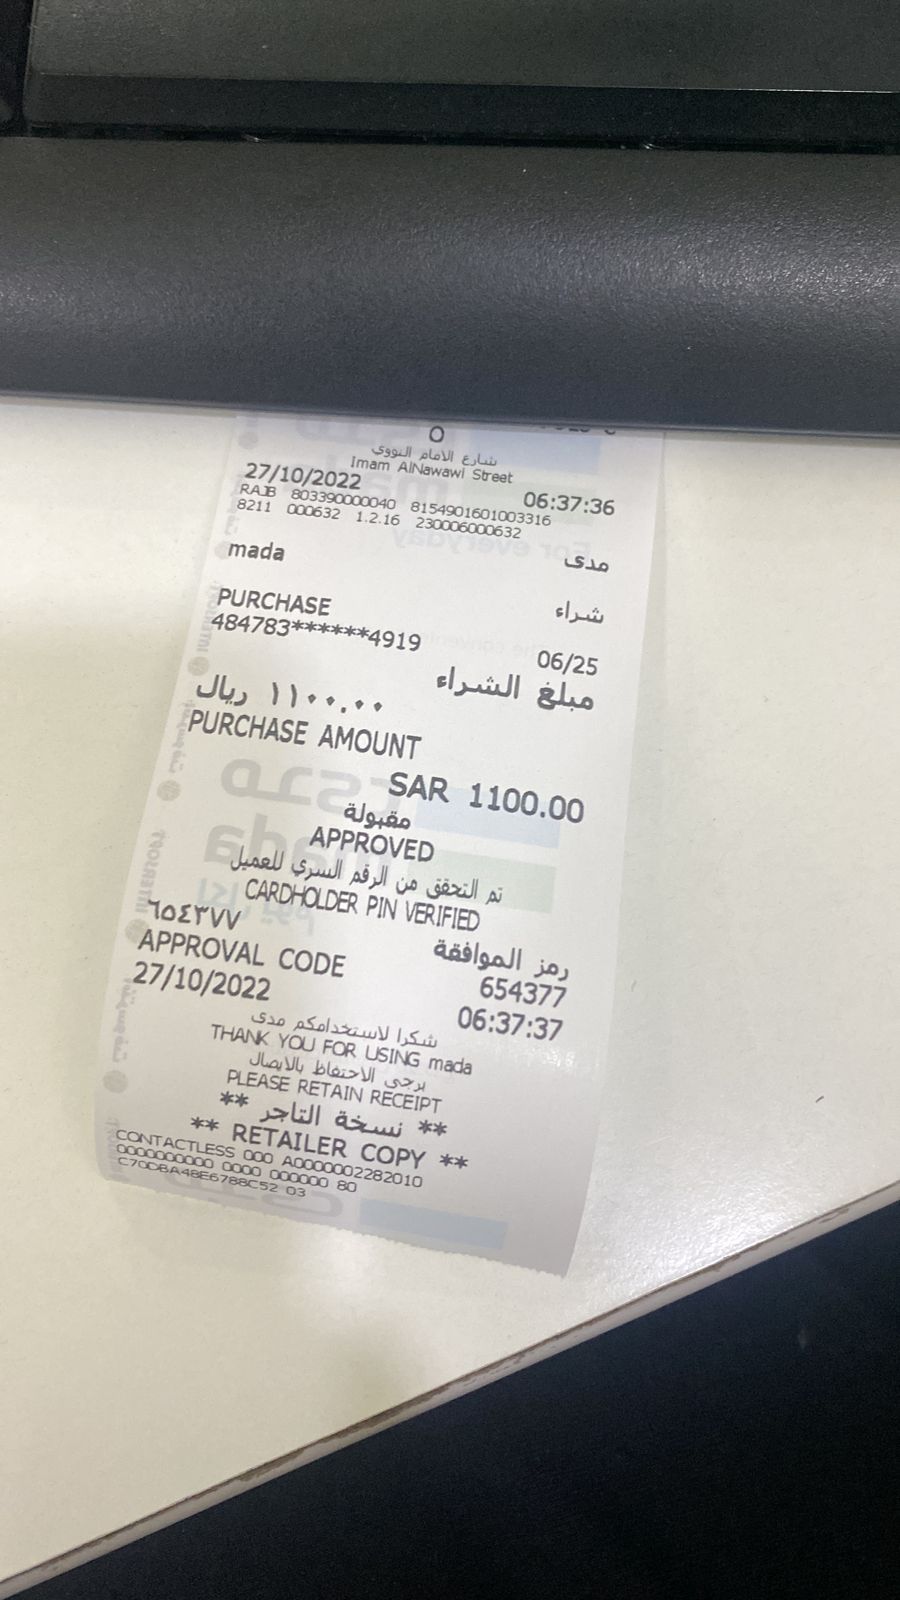 O
شارع الامام النووي
Imam AlNawawi Street
27/10/2022 06:37:36
RAJB 803390000040 8154901601003316
8211 000632 1.2.16 230006000632
mada مدى
PURCHASE شراء
484783******4919 06/25
مبلغ الشراء ١١٠٠.٠٠ ريال
PURCHASE AMOUNT
SAR 1100.00
مقبولة
APPROVED
تم التحقق من الرقم السري للعميل
CARDHOLDER PIN VERIFIED
رمز الموافقة ٦٥٤٣٧٧
APPROVAL CODE 654377
27/10/2022 06:37:37
شكرا لاستخدامكم مدى
THANK YOU FOR USING mada
يرجى الاحتفاظ بالايصال
PLEASE RETAIN RECEIPT
** نسخة التاجر **
** RETAILER COPY **
CONTACTLESS 000 A0000002282010
0000000000 0000 000000 80
C70DBA48E6788C52 03